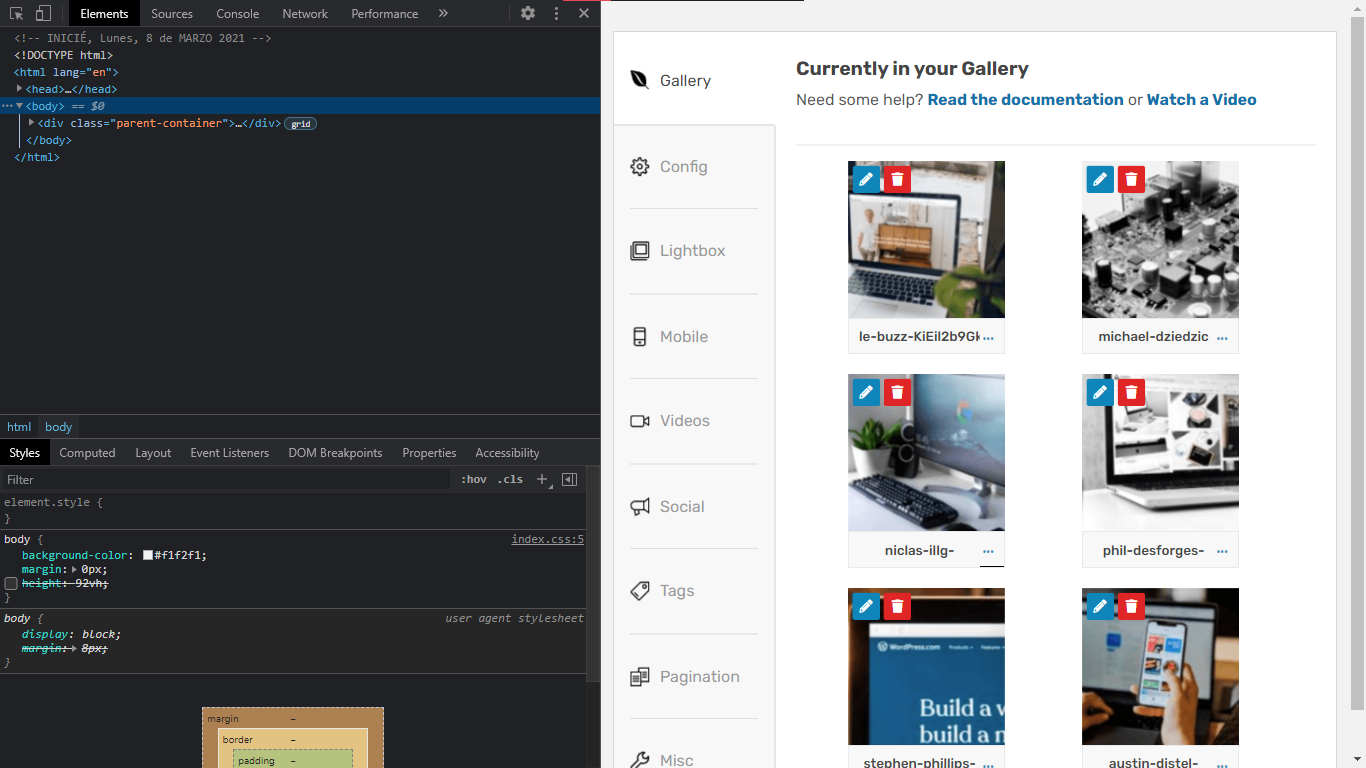 Elements Sources Console Network Performance »
<!-- INICIÉ, Lunes, 8 de MARZO 2021 -->
<!DOCTYPE html>
<html lang="en">
<head>…</head>
<body> == $0
<div class="parent-container">…</div> grid
</body>
</html>
html body
Styles Computed Layout Event Listeners DOM Breakpoints Properties Accessibility
Filter :hov .cls +
element.style {
}
body { index.css:5
background-color: #f1f2f1;
margin: 0px;
height: 92vh;
}
body { user agent stylesheet
display: block;
margin: 8px;
}
margin –
border –
padding –
Gallery
Config
Lightbox
Mobile
Videos
Social
Tags
Pagination
Misc
Currently in your Gallery
Need some help? Read the documentation or Watch a Video
le-buzz-KiEiI2b9Gk ...
michael-dziedzic ...
niclas-illg- ...
phil-desforges- ...
WordPress.com Products Features
Build a w
build a n
stephen-phillips- ...
austin-distel- ...